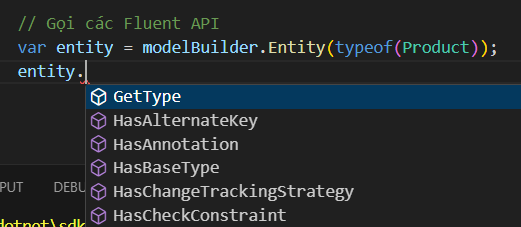 // Gọi các Fluent API
var entity = modelBuilder.Entity(typeof(Product));
entity.
GetType
HasAlternateKey
HasAnnotation
HasBaseType
HasChangeTrackingStrategy
HasCheckConstraint
PUT DEBU
dotnet\sdk